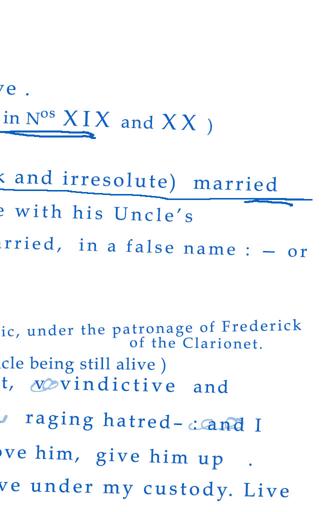 ve .
in Nos XIX and XX )
k and irresolute) married
e with his Uncle's
rried, in a false name : — or
ic, under the patronage of Frederick
of the Clarionet.
cle being still alive )
t, v vindictive and
raging hatred– : and I
ove him, give him up .
ve under my custody. Live